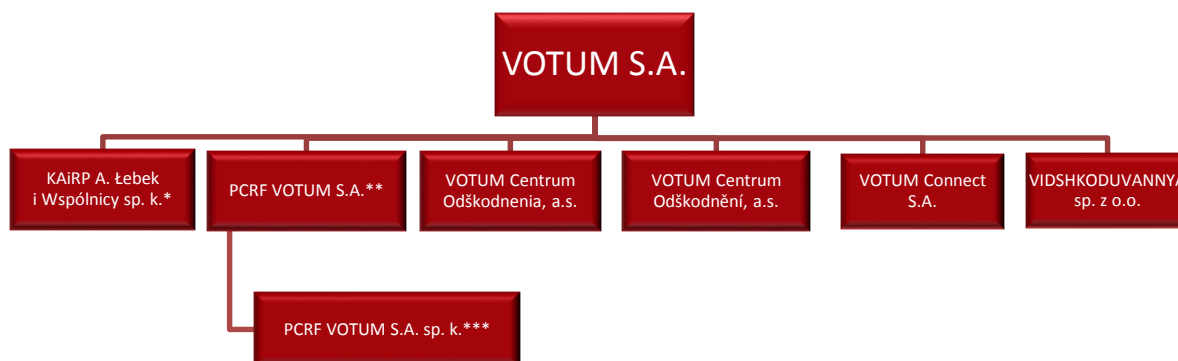 VOTUM S.A.
KAiRP A. Łebek
i Wspólnicy sp. k.*
PCRF VOTUM S.A.**
VOTUM Centrum
Odškodnenia, a.s.
VOTUM Centrum
Odškodnění, a.s.
VOTUM Connect
S.A.
VIDSHKODUVANNYA
sp. z o.o.
PCRF VOTUM S.A. sp. k.***